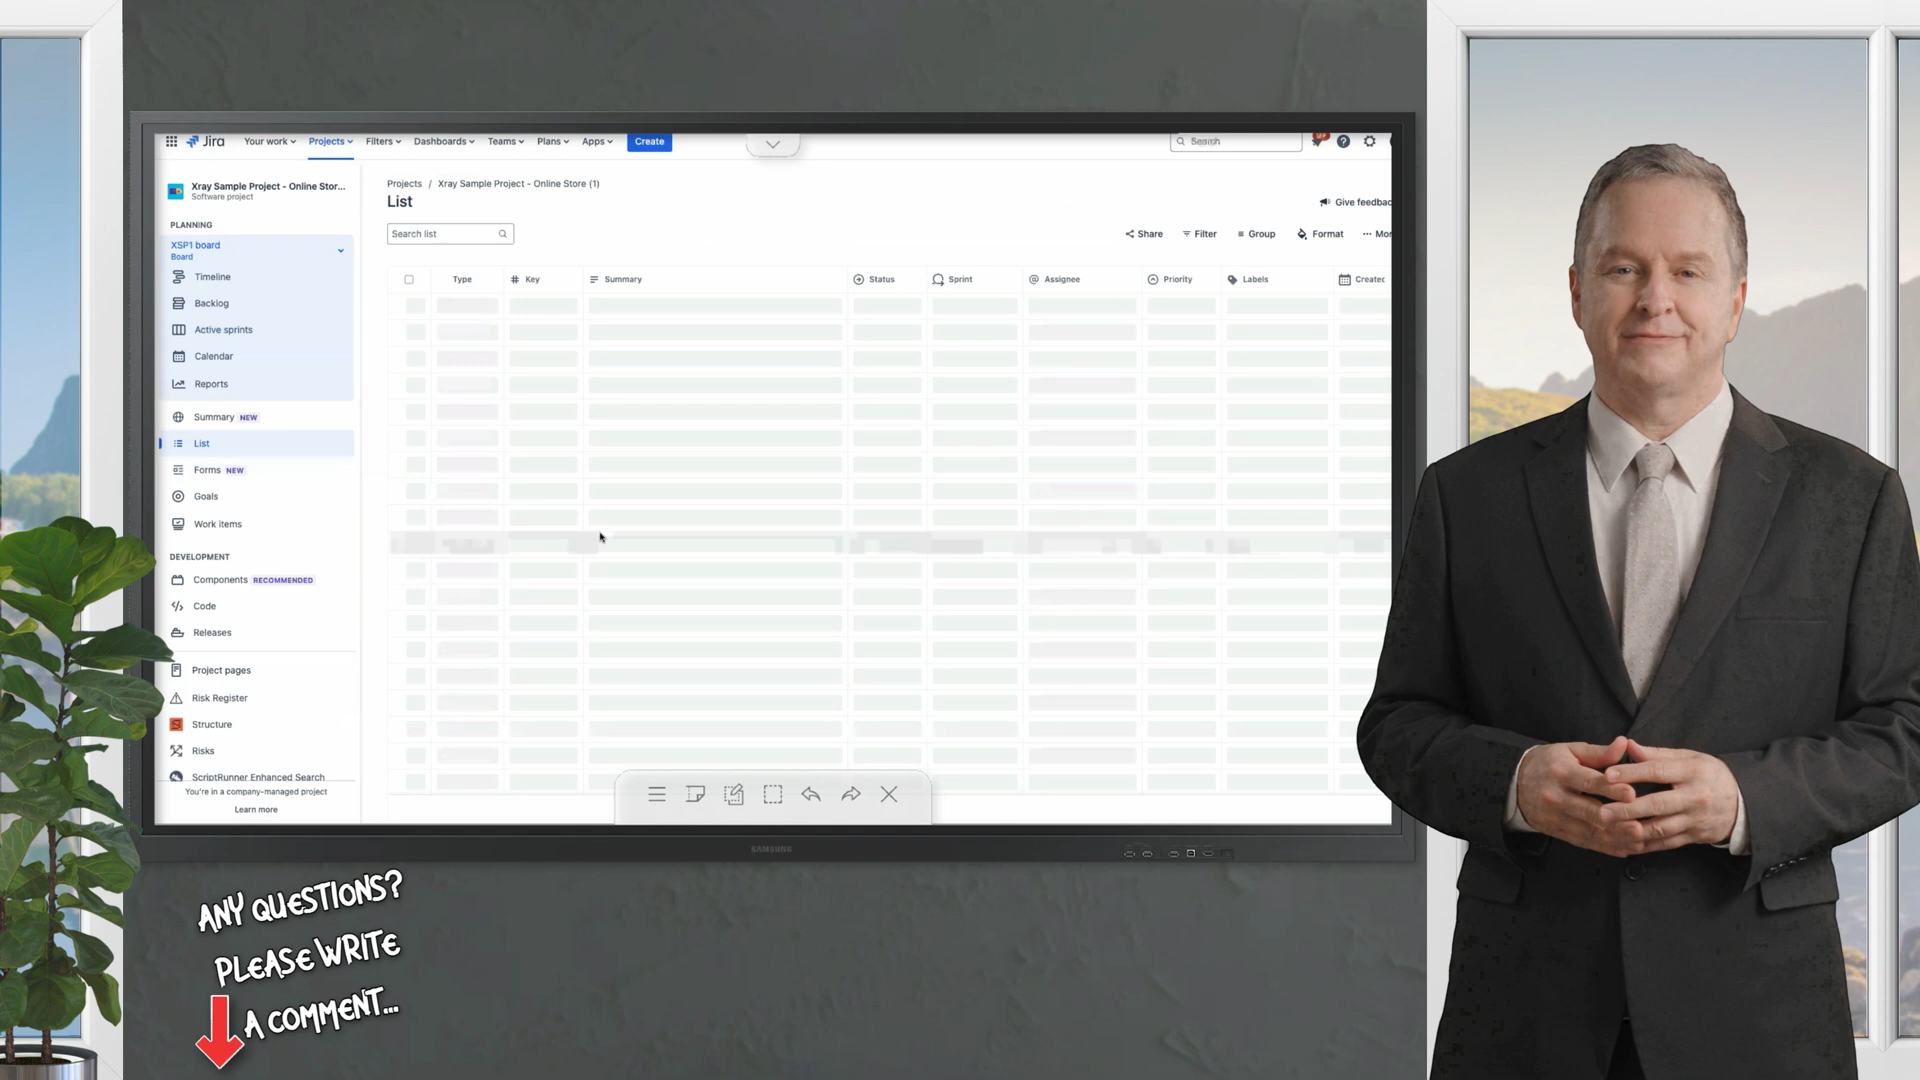 Jira
Your work
Projects
Filters
Dashboards
Teams
Plans
Apps
Create
Search
Xray Sample Project - Online Stor...
Software project
PLANNING
XSP1 board
Board
Timeline
Backlog
Active sprints
Calendar
Reports
Summary NEW
List
Forms NEW
Goals
Work items
DEVELOPMENT
Components RECOMMENDED
Code
Releases
Project pages
Risk Register
Structure
Risks
ScriptRunner Enhanced Search
You're in a company-managed project
Learn more
Projects / Xray Sample Project - Online Store (1)
List
Give feedbac
Search list
Share
Filter
Group
Format
Mor
Type
Key
Summary
Status
Sprint
Assignee
Priority
Labels
Created
SAMSUNG
ANY QUESTIONS?
PLEASE WRITE
A COMMENT...